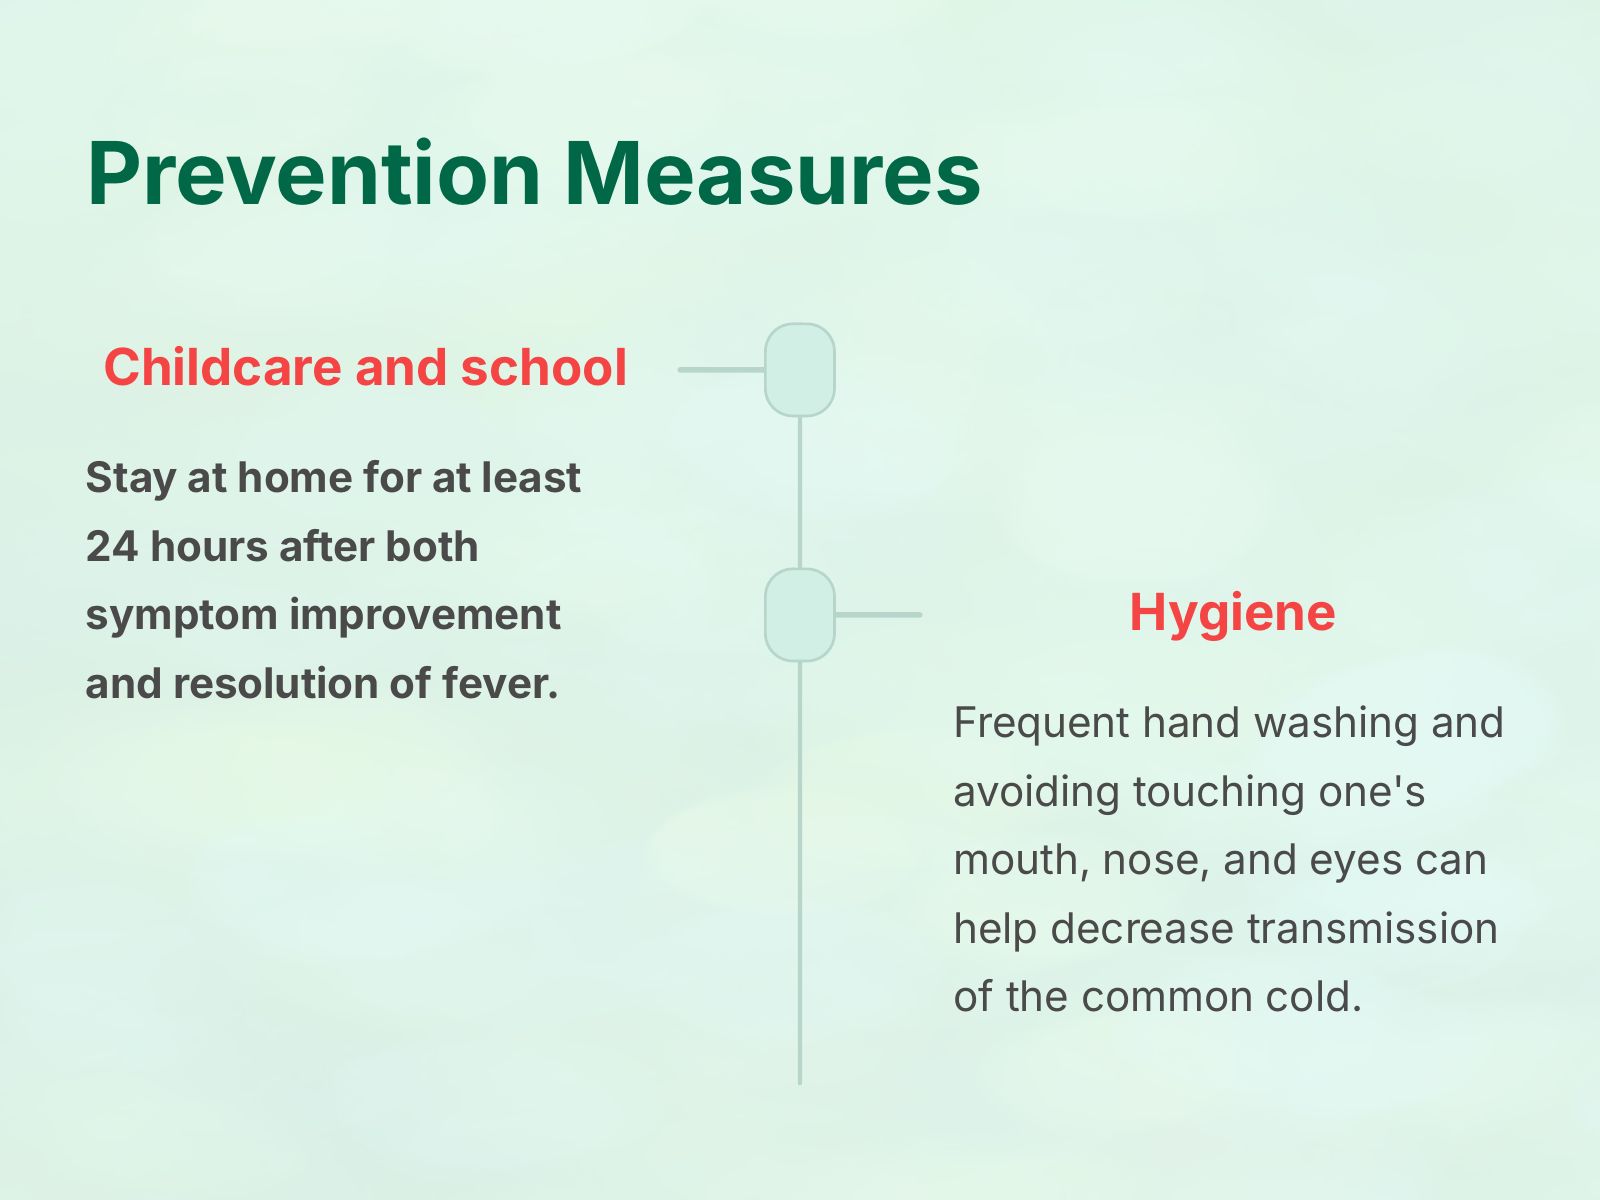 Prevention Measures
Childcare and school
Stay at home for at least
24 hours after both
symptom improvement
and resolution of fever.
Hygiene
Frequent hand washing and
avoiding touching one's
mouth, nose, and eyes can
help decrease transmission
of the common cold.